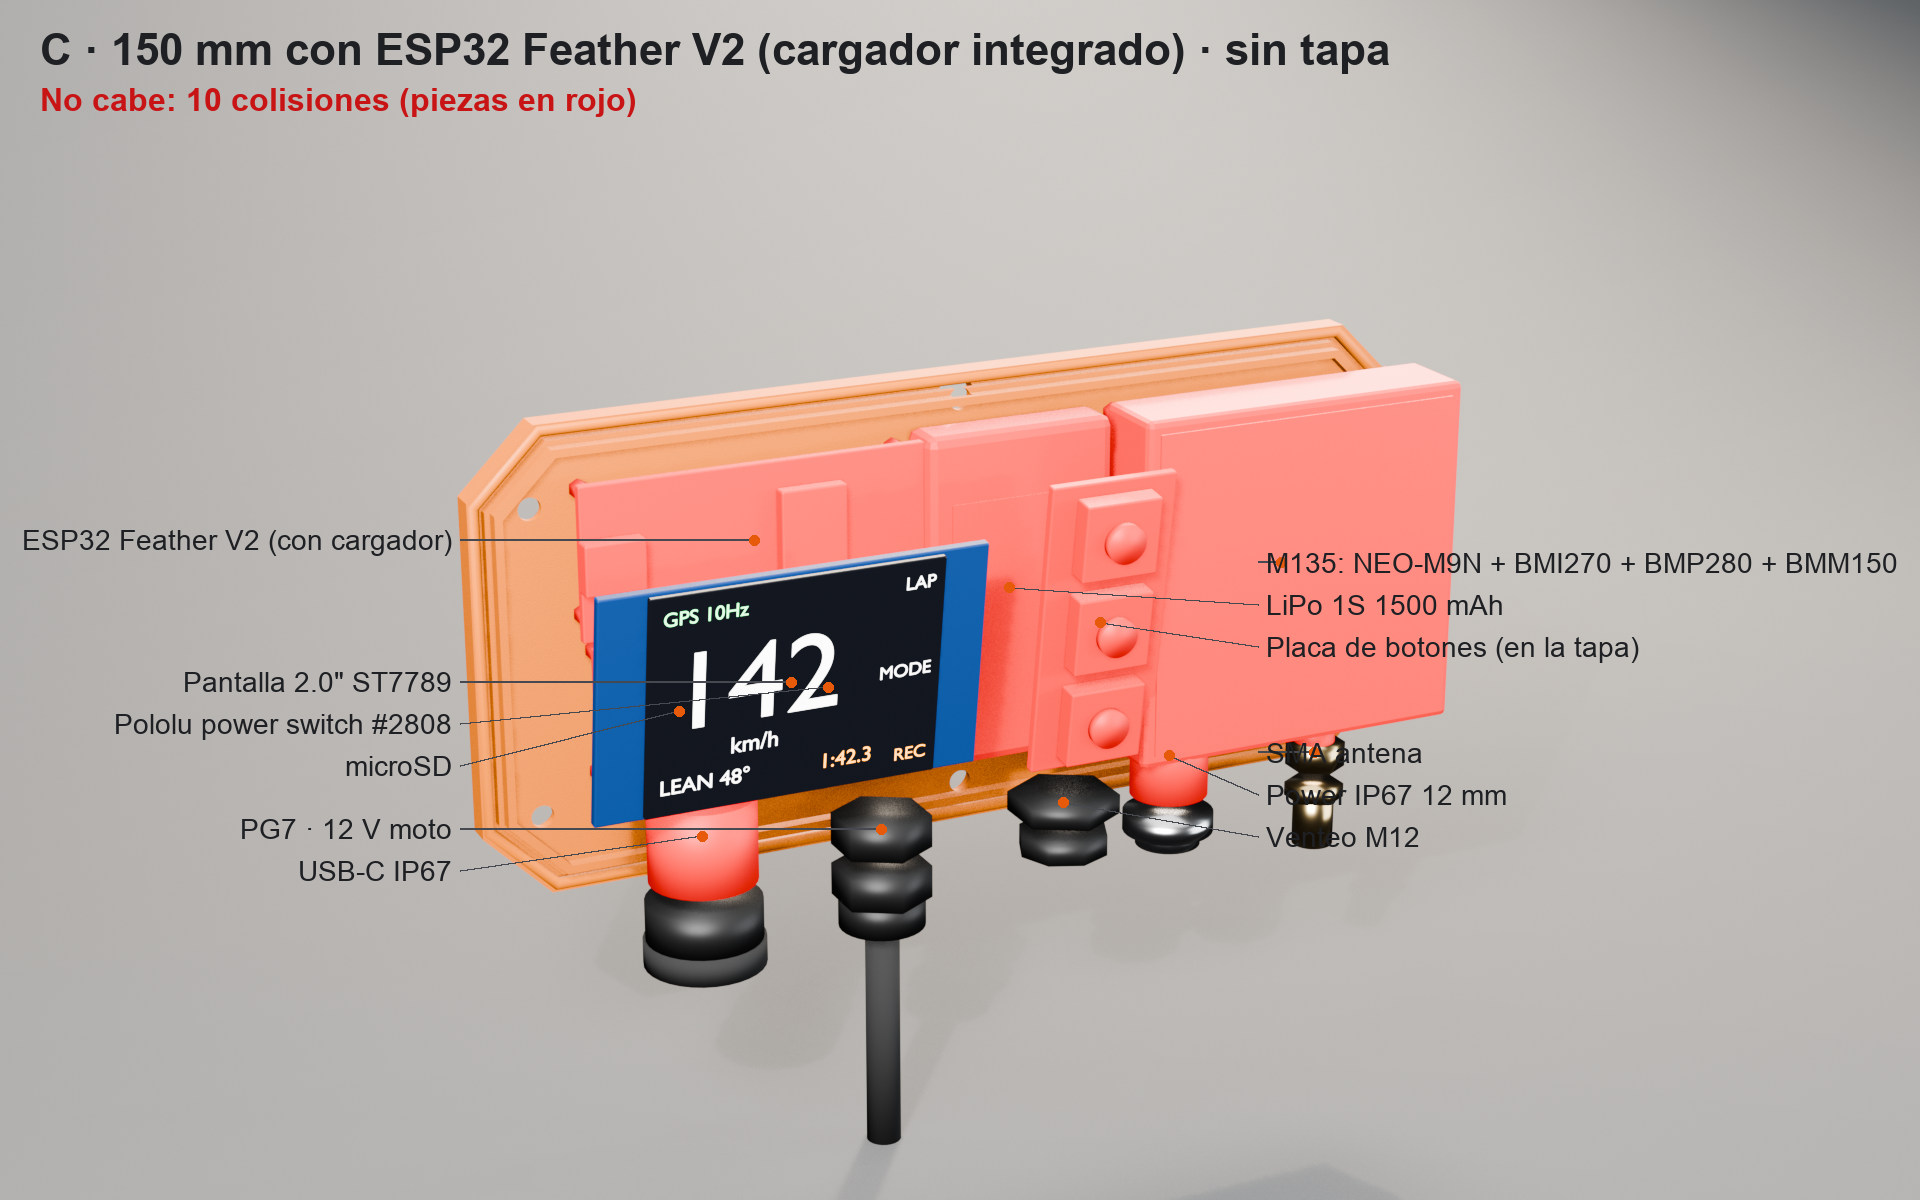 C · 150 mm con ESP32 Feather V2 (cargador integrado) · sin tapa
No cabe: 10 colisiones (piezas en rojo)
ESP32 Feather V2 (con cargador)
Pantalla 2.0" ST7789
Pololu power switch #2808
microSD
PG7 · 12 V moto
USB-C IP67
GPS 10Hz
LAP
142
MODE
km/h
LEAN 48°
1:42.3
REC
M135: NEO-M9N + BMI270 + BMP280 + BMM150
LiPo 1S 1500 mAh
Placa de botones (en la tapa)
SMA antena
Power IP67 12 mm
Venteo M12